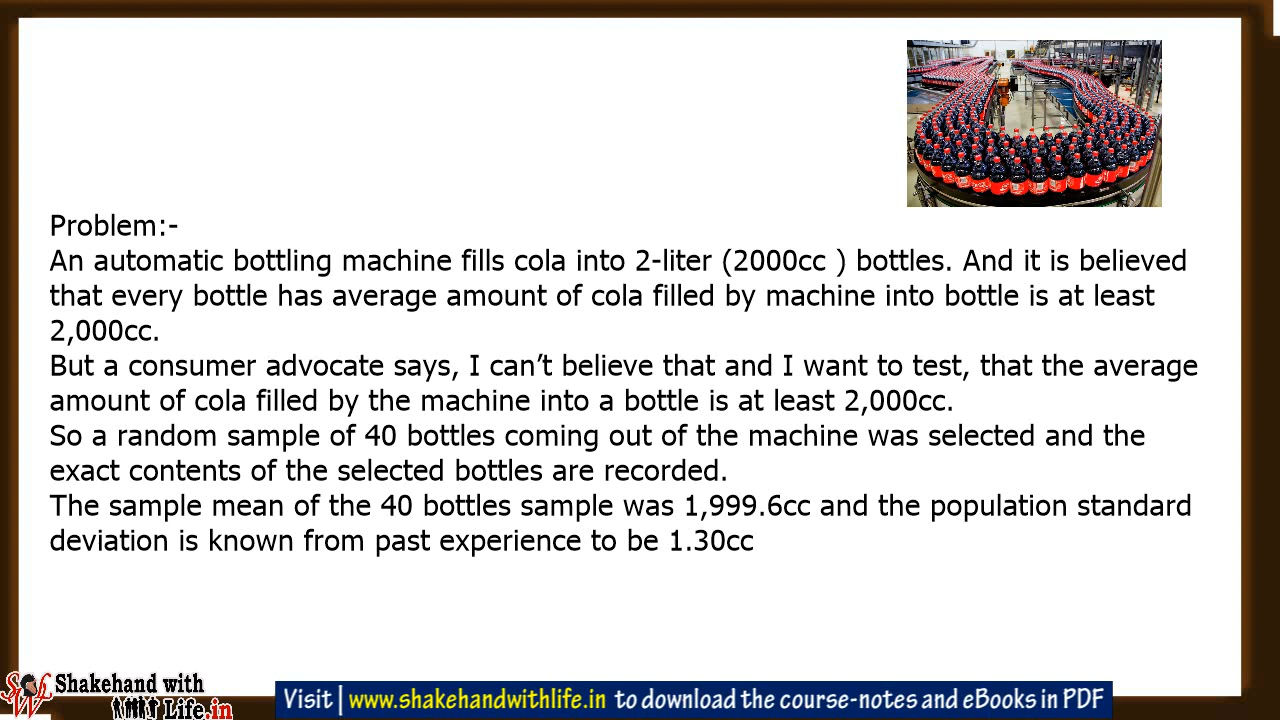 Problem:-
An automatic bottling machine fills cola into 2-liter (2000cc ) bottles. And it is believed
that every bottle has average amount of cola filled by machine into bottle is at least
2,000cc.
But a consumer advocate says, I can’t believe that and I want to test, that the average
amount of cola filled by the machine into a bottle is at least 2,000cc.
So a random sample of 40 bottles coming out of the machine was selected and the
exact contents of the selected bottles are recorded.
The sample mean of the 40 bottles sample was 1,999.6cc and the population standard
deviation is known from past experience to be 1.30cc
Shakehand with
Life.in
Visit | www.shakehandwithlife.in to download the course-notes and eBooks in PDF